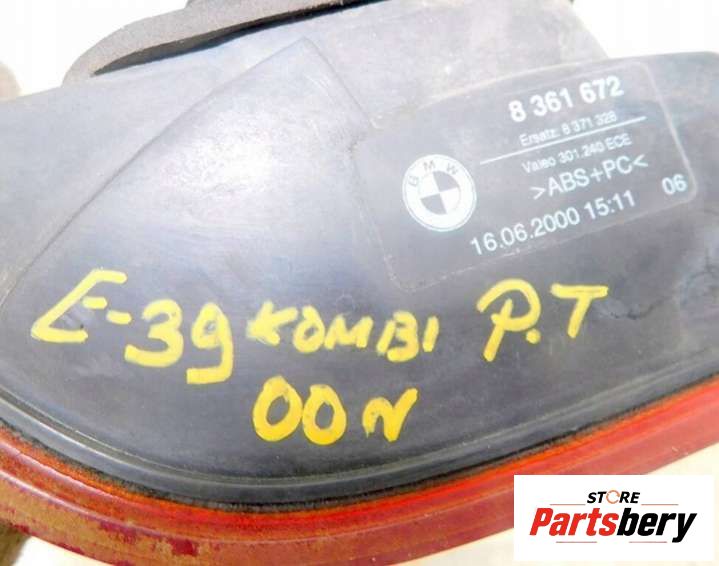 8 361 672
Ersatz: 8 371 328
Valeo 301.240 ECE
>ABS+PC<
BMW
16.06.2000 15:11 06
E-39 KOMBI P.T
00N
STORE
Partsbery